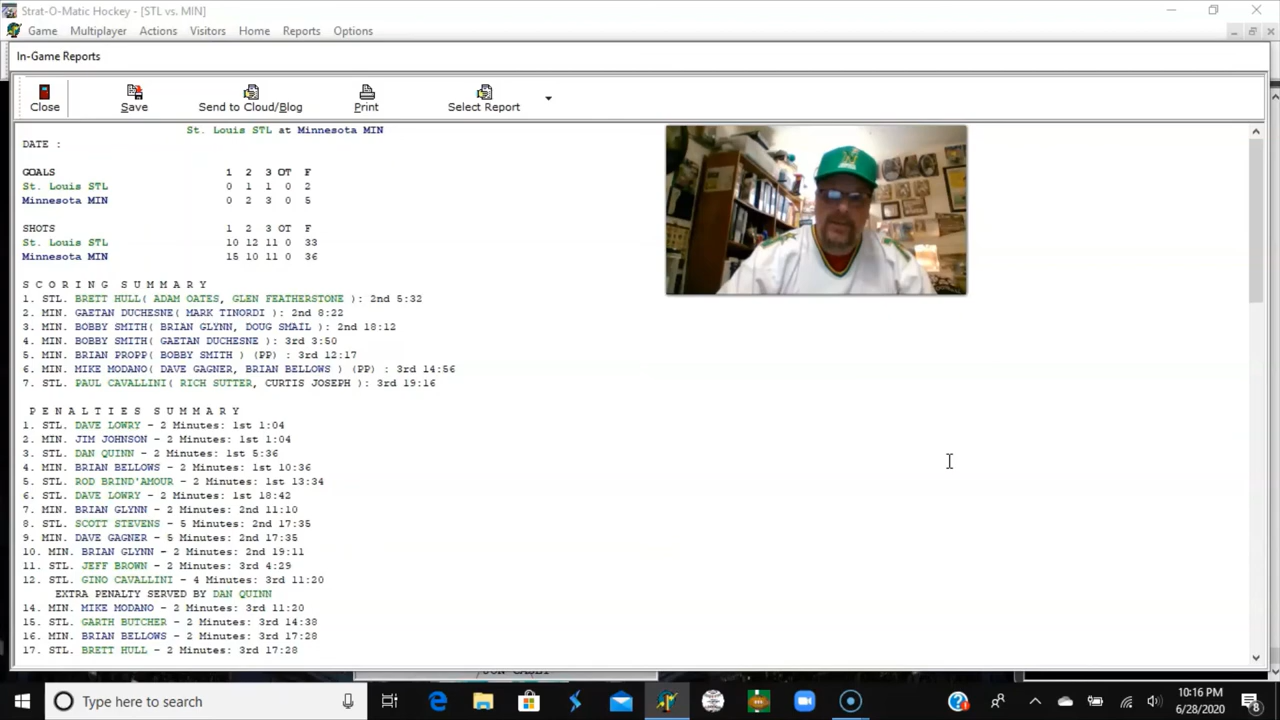 Strat-O-Matic Hockey - [STL vs. MIN]
Game Multiplayer Actions Visitors Home Reports Options
In-Game Reports
Close Save Send to Cloud/Blog Print Select Report
St. Louis STL at Minnesota MIN
DATE :
GOALS 1 2 3 OT F
St. Louis STL 0 1 1 0 2
Minnesota MIN 0 2 3 0 5
SHOTS 1 2 3 OT F
St. Louis STL 10 12 11 0 33
Minnesota MIN 15 10 11 0 36
S C O R I N G S U M M A R Y
1. STL. BRETT HULL( ADAM OATES, GLEN FEATHERSTONE ): 2nd 5:32
2. MIN. GAETAN DUCHESNE( MARK TINORDI ): 2nd 8:22
3. MIN. BOBBY SMITH( BRIAN GLYNN, DOUG SMAIL ): 2nd 18:12
4. MIN. BOBBY SMITH( GAETAN DUCHESNE ): 3rd 3:50
5. MIN. BRIAN PROPP( BOBBY SMITH ) (PP) : 3rd 12:17
6. MIN. MIKE MODANO( DAVE GAGNER, BRIAN BELLOWS ) (PP) : 3rd 14:56
7. STL. PAUL CAVALLINI( RICH SUTTER, CURTIS JOSEPH ): 3rd 19:16
P E N A L T I E S S U M M A R Y
1. STL. DAVE LOWRY - 2 Minutes: 1st 1:04
2. MIN. JIM JOHNSON - 2 Minutes: 1st 1:04
3. STL. DAN QUINN - 2 Minutes: 1st 5:36
4. MIN. BRIAN BELLOWS - 2 Minutes: 1st 10:36
5. STL. ROD BRIND'AMOUR - 2 Minutes: 1st 13:34
6. STL. DAVE LOWRY - 2 Minutes: 1st 18:42
7. MIN. BRIAN GLYNN - 2 Minutes: 2nd 11:10
8. STL. SCOTT STEVENS - 5 Minutes: 2nd 17:35
9. MIN. DAVE GAGNER - 5 Minutes: 2nd 17:35
10. MIN. BRIAN GLYNN - 2 Minutes: 2nd 19:11
11. STL. JEFF BROWN - 2 Minutes: 3rd 4:29
12. STL. GINO CAVALLINI - 4 Minutes: 3rd 11:20
EXTRA PENALTY SERVED BY DAN QUINN
14. MIN. MIKE MODANO - 2 Minutes: 3rd 11:20
15. STL. GARTH BUTCHER - 2 Minutes: 3rd 14:38
16. MIN. BRIAN BELLOWS - 2 Minutes: 3rd 17:28
17. STL. BRETT HULL - 2 Minutes: 3rd 17:28
Type here to search
10:16 PM
6/28/2020
8